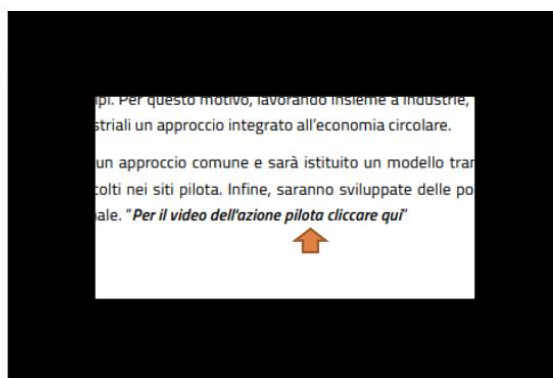 ipi. Per questo motivo, lavorando insieme a industrie,
striali un approccio integrato all'economia circolare.
un approccio comune e sarà istituito un modello tran
colti nei siti pilota. Infine, saranno sviluppate delle po
nale. "Per il video dell'azione pilota cliccare qui"